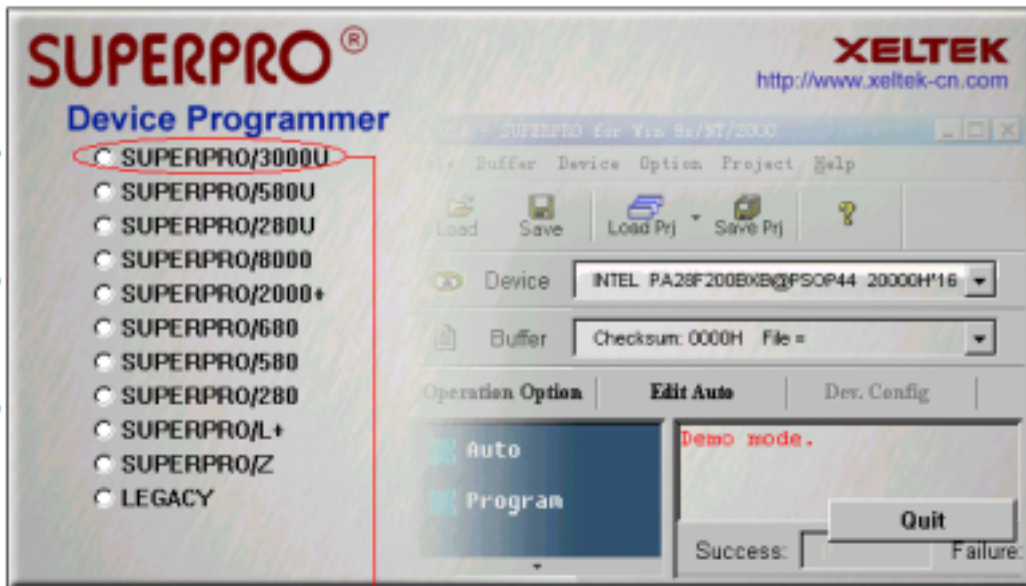 SUPERPRO®
XELTEK
http://www.xeltek-cn.com
Device Programmer
SUPERPRO/3000U
SUPERPRO/580U
SUPERPRO/280U
SUPERPRO/8000
SUPERPRO/2000+
SUPERPRO/680
SUPERPRO/580
SUPERPRO/280
SUPERPRO/L+
SUPERPRO/Z
LEGACY
SUPERPRO for Win 9x/NT/2000
Buffer Device Option Project Help
Load Save Load Prj Save Prj
Device INTEL PA28F200BXB@PSOP44 20000H'16
Buffer Checksum: 0000H File =
Operation Option Edit Auto Dev. Config
Auto
Program
Demo mode.
Quit
Success: Failure: